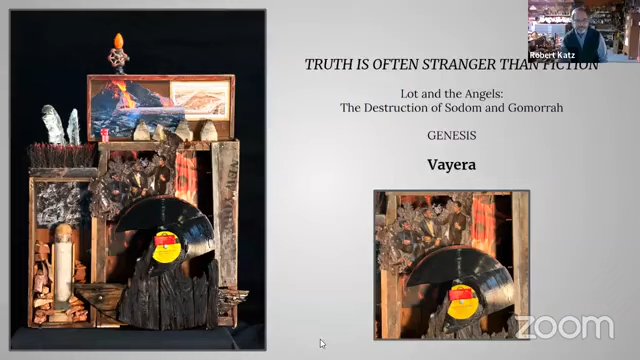 Robert Katz
TRUTH IS OFTEN STRANGER THAN FICTION
Lot and the Angels:
The Destruction of Sodom and Gomorrah
GENESIS
Vayera
zoom